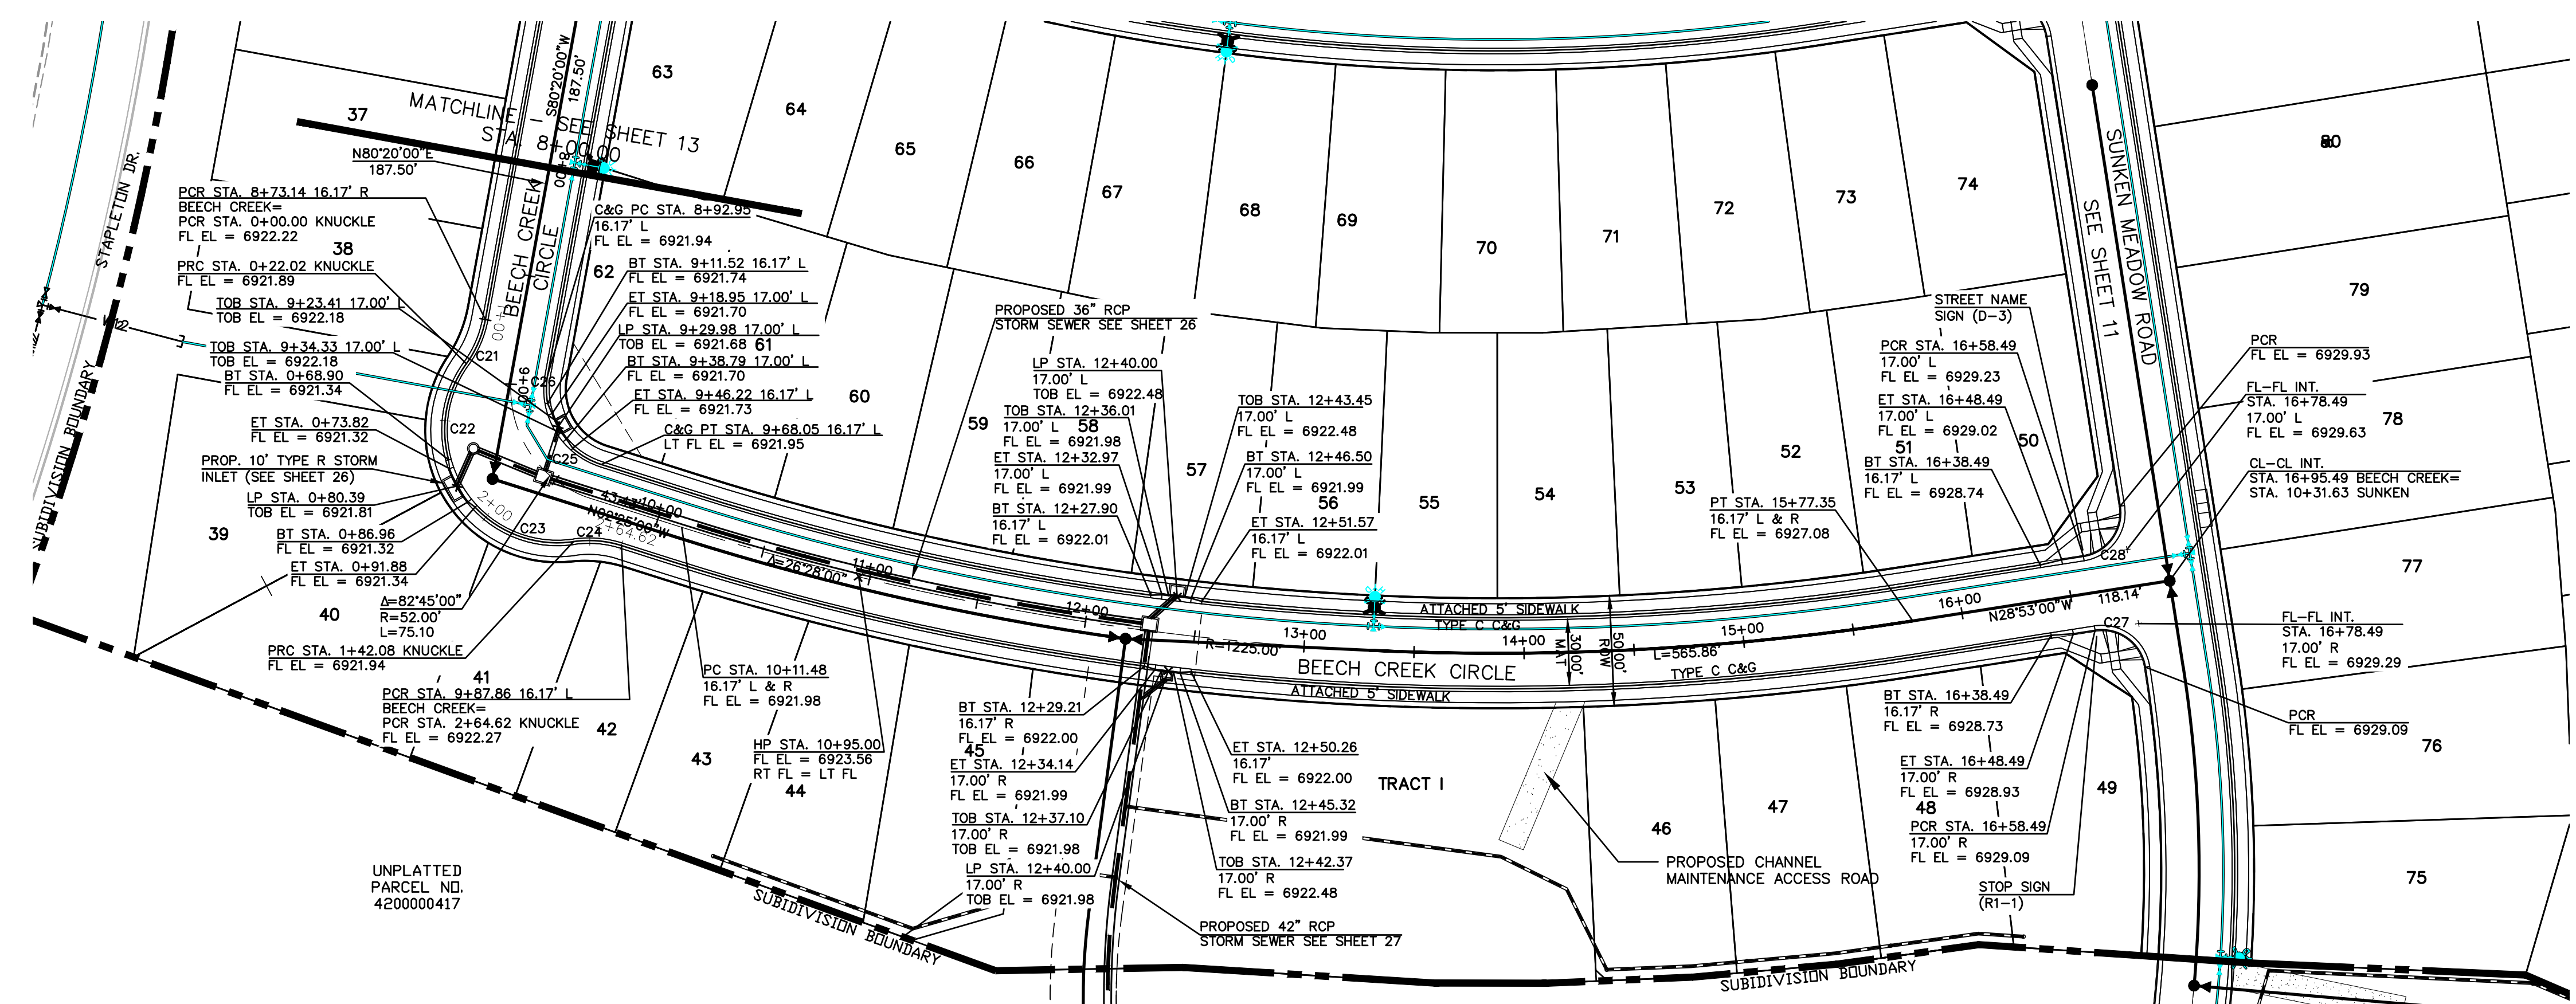 STAPLETON DR.
SUBIDIVISION BOUNDARY
37
MATCHLINE - SEE SHEET 13
STA. 8+00.00
S80°20'00"W
187.50'
N80°20'00"E
187.50'
8+00
BEECH CREEK
CIRCLE
PCR STA. 8+73.14 16.17' R
BEECH CREEK=
PCR STA. 0+00.00 KNUCKLE
FL EL = 6922.22
38
PRC STA. 0+22.02 KNUCKLE
FL EL = 6921.89
TOB STA. 9+23.41 17.00' L
TOB EL = 6922.18
TOB STA. 9+34.33 17.00' L
TOB EL = 6922.18
BT STA. 0+68.90
FL EL = 6921.34
ET STA. 0+73.82
FL EL = 6921.32
PROP. 10' TYPE R STORM
INLET (SEE SHEET 26)
LP STA. 0+80.39
TOB EL = 6921.81
39
BT STA. 0+86.96
FL EL = 6921.32
ET STA. 0+91.88
FL EL = 6921.34
40
Δ=82°45'00"
R=52.00'
L=75.10
PRC STA. 1+42.08 KNUCKLE
FL EL = 6921.94
41
PCR STA. 9+87.86 16.17' L
BEECH CREEK=
PCR STA. 2+64.62 KNUCKLE
FL EL = 6922.27
42
43
44
45
UNPLATTED
PARCEL NO.
4200000417
SUBIDIVISION BOUNDARY
C&G PC STA. 8+92.95
16.17' L
FL EL = 6921.94
62
BT STA. 9+11.52 16.17' L
FL EL = 6921.74
ET STA. 9+18.95 17.00' L
FL EL = 6921.70
LP STA. 9+29.98 17.00' L
TOB EL = 6921.68
61
BT STA. 9+38.79 17.00' L
FL EL = 6921.70
ET STA. 9+46.22 16.17' L
FL EL = 6921.73
C&G PT STA. 9+68.05 16.17' L
LT FL EL = 6921.95
C21
C22
C23
C24
C25
C26
9+00
2+00
2+64.62
10+00
11+00
Δ=26°28'00"
12+00
13+00
14+00
15+00
16+00
R=1225.00'
L=565.86'
N28°53'00"W
118.14'
63
64
65
66
67
68
69
70
71
72
73
74
60
59
58
57
56
55
54
53
52
51
50
PROPOSED 36" RCP
STORM SEWER SEE SHEET 26
LP STA. 12+40.00
17.00' L
TOB EL = 6922.48
TOB STA. 12+36.01
17.00' L
FL EL = 6921.98
ET STA. 12+32.97
17.00' L
FL EL = 6921.99
BT STA. 12+27.90
16.17' L
FL EL = 6922.01
TOB STA. 12+43.45
17.00' L
FL EL = 6922.48
BT STA. 12+46.50
17.00' L
FL EL = 6921.99
ET STA. 12+51.57
16.17' L
FL EL = 6922.01
PC STA. 10+11.48
16.17' L & R
FL EL = 6921.98
HP STA. 10+95.00
FL EL = 6923.56
RT FL = LT FL
BT STA. 12+29.21
16.17' R
FL EL = 6922.00
ET STA. 12+34.14
17.00' R
FL EL = 6921.99
TOB STA. 12+37.10
17.00' R
TOB EL = 6921.98
LP STA. 12+40.00
17.00' R
TOB EL = 6921.98
ET STA. 12+50.26
16.17'
FL EL = 6922.00
BT STA. 12+45.32
17.00' R
FL EL = 6921.99
TOB STA. 12+42.37
17.00' R
FL EL = 6922.48
PROPOSED 42" RCP
STORM SEWER SEE SHEET 27
ATTACHED 5' SIDEWALK
TYPE C C&G
BEECH CREEK CIRCLE
30.00'
MAT
50.00'
ROW
TYPE C C&G
ATTACHED 5' SIDEWALK
TRACT I
PROPOSED CHANNEL
MAINTENANCE ACCESS ROAD
46
47
48
49
SUBIDIVISION BOUNDARY
PT STA. 15+77.35
16.17' L & R
FL EL = 6927.08
STREET NAME
SIGN (D-3)
PCR STA. 16+58.49
17.00' L
FL EL = 6929.23
ET STA. 16+48.49
17.00' L
FL EL = 6929.02
BT STA. 16+38.49
16.17' L
FL EL = 6928.74
SUNKEN MEADOW ROAD
SEE SHEET 11
PCR
FL EL = 6929.93
FL-FL INT.
STA. 16+78.49
17.00' L
FL EL = 6929.63
CL-CL INT.
STA. 16+95.49 BEECH CREEK=
STA. 10+31.63 SUNKEN
C28
C27
FL-FL INT.
STA. 16+78.49
17.00' R
FL EL = 6929.29
PCR
FL EL = 6929.09
BT STA. 16+38.49
16.17' R
FL EL = 6928.73
ET STA. 16+48.49
17.00' R
FL EL = 6928.93
PCR STA. 16+58.49
17.00' R
FL EL = 6929.09
STOP SIGN
(R1-1)
80
79
78
77
76
75